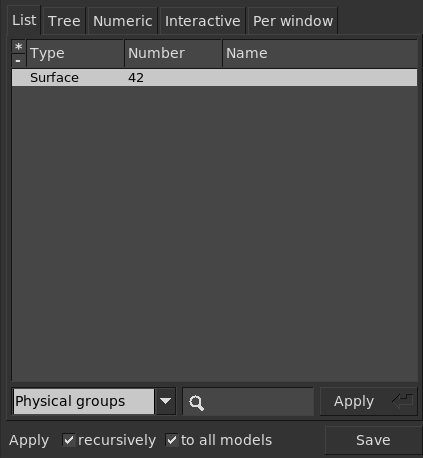 List Tree Numeric Interactive Per window
* Type Number Name
-
Surface 42
Physical groups Apply
Apply recursively to all models Save